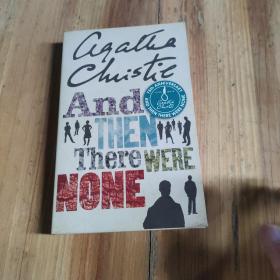 Agatha
Christie
And
THEN
There WERE
NONE